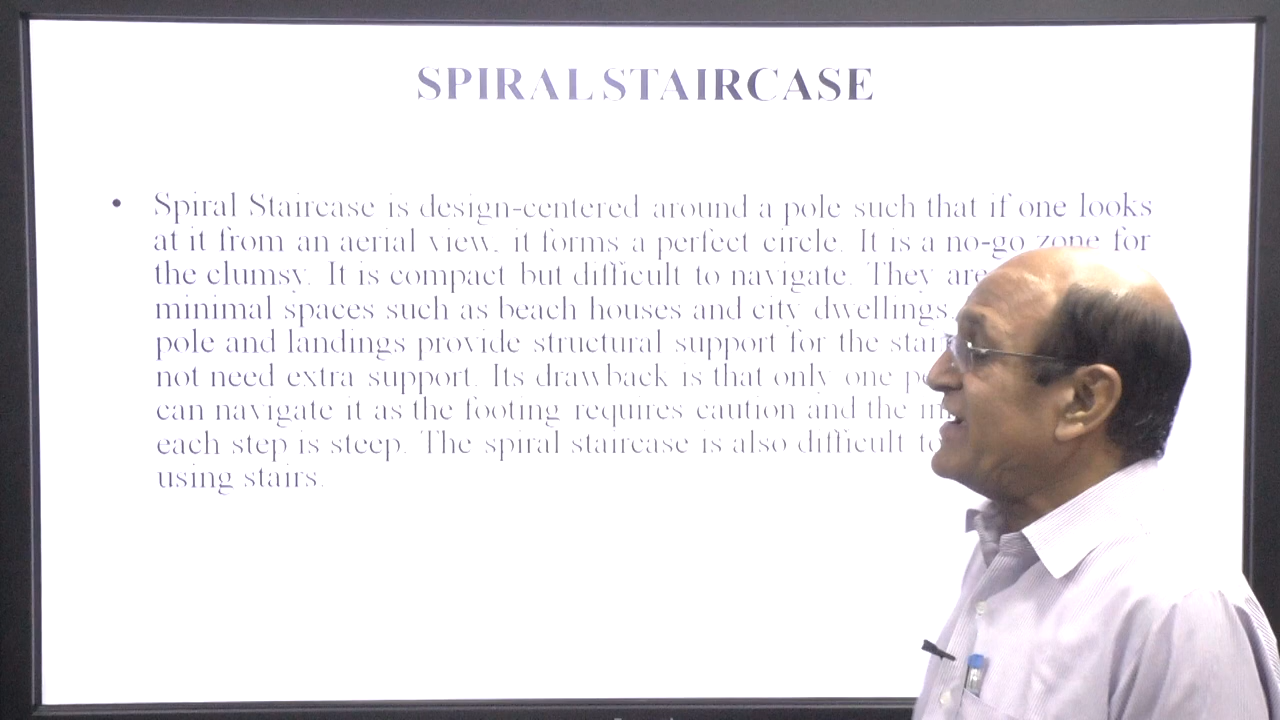 SPIRAL STAIRCASE
• Spiral Staircase is design-centered around a pole such that if one looks
at it from an aerial view, it forms a perfect circle. It is a no-go zone for
the clumsy. It is compact but difficult to navigate. They are
minimal spaces such as beach houses and city dwellings.
pole and landings provide structural support for the
not need extra support. Its drawback is that only one
can navigate it as the footing requires caution and the
each step is steep. The spiral staircase is also difficult to
using stairs.